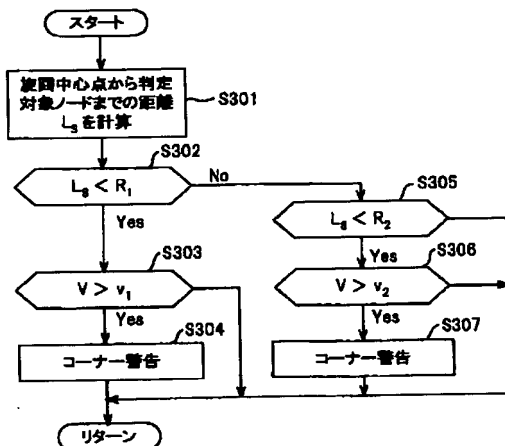 スタート
旋回中心点から判定
対象ノードまでの距離
Lsを計算
S301
S302
Ls < R1
No
Yes
S305
Ls < R2
Yes
S303
V > v1
Yes
S306
V > v2
Yes
S304
コーナー警告
S307
コーナー警告
リターン